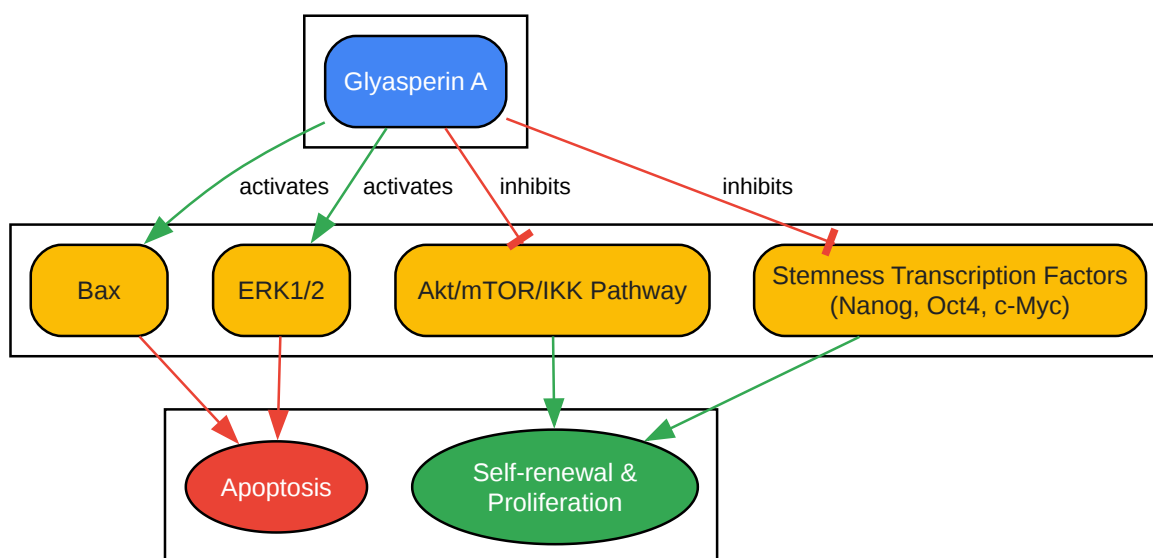 Glyasperin A
activates
activates
inhibits
inhibits
Bax
ERK1/2
Akt/mTOR/IKK Pathway
Stemness Transcription Factors
(Nanog, Oct4, c-Myc)
Apoptosis
Self-renewal &
Proliferation